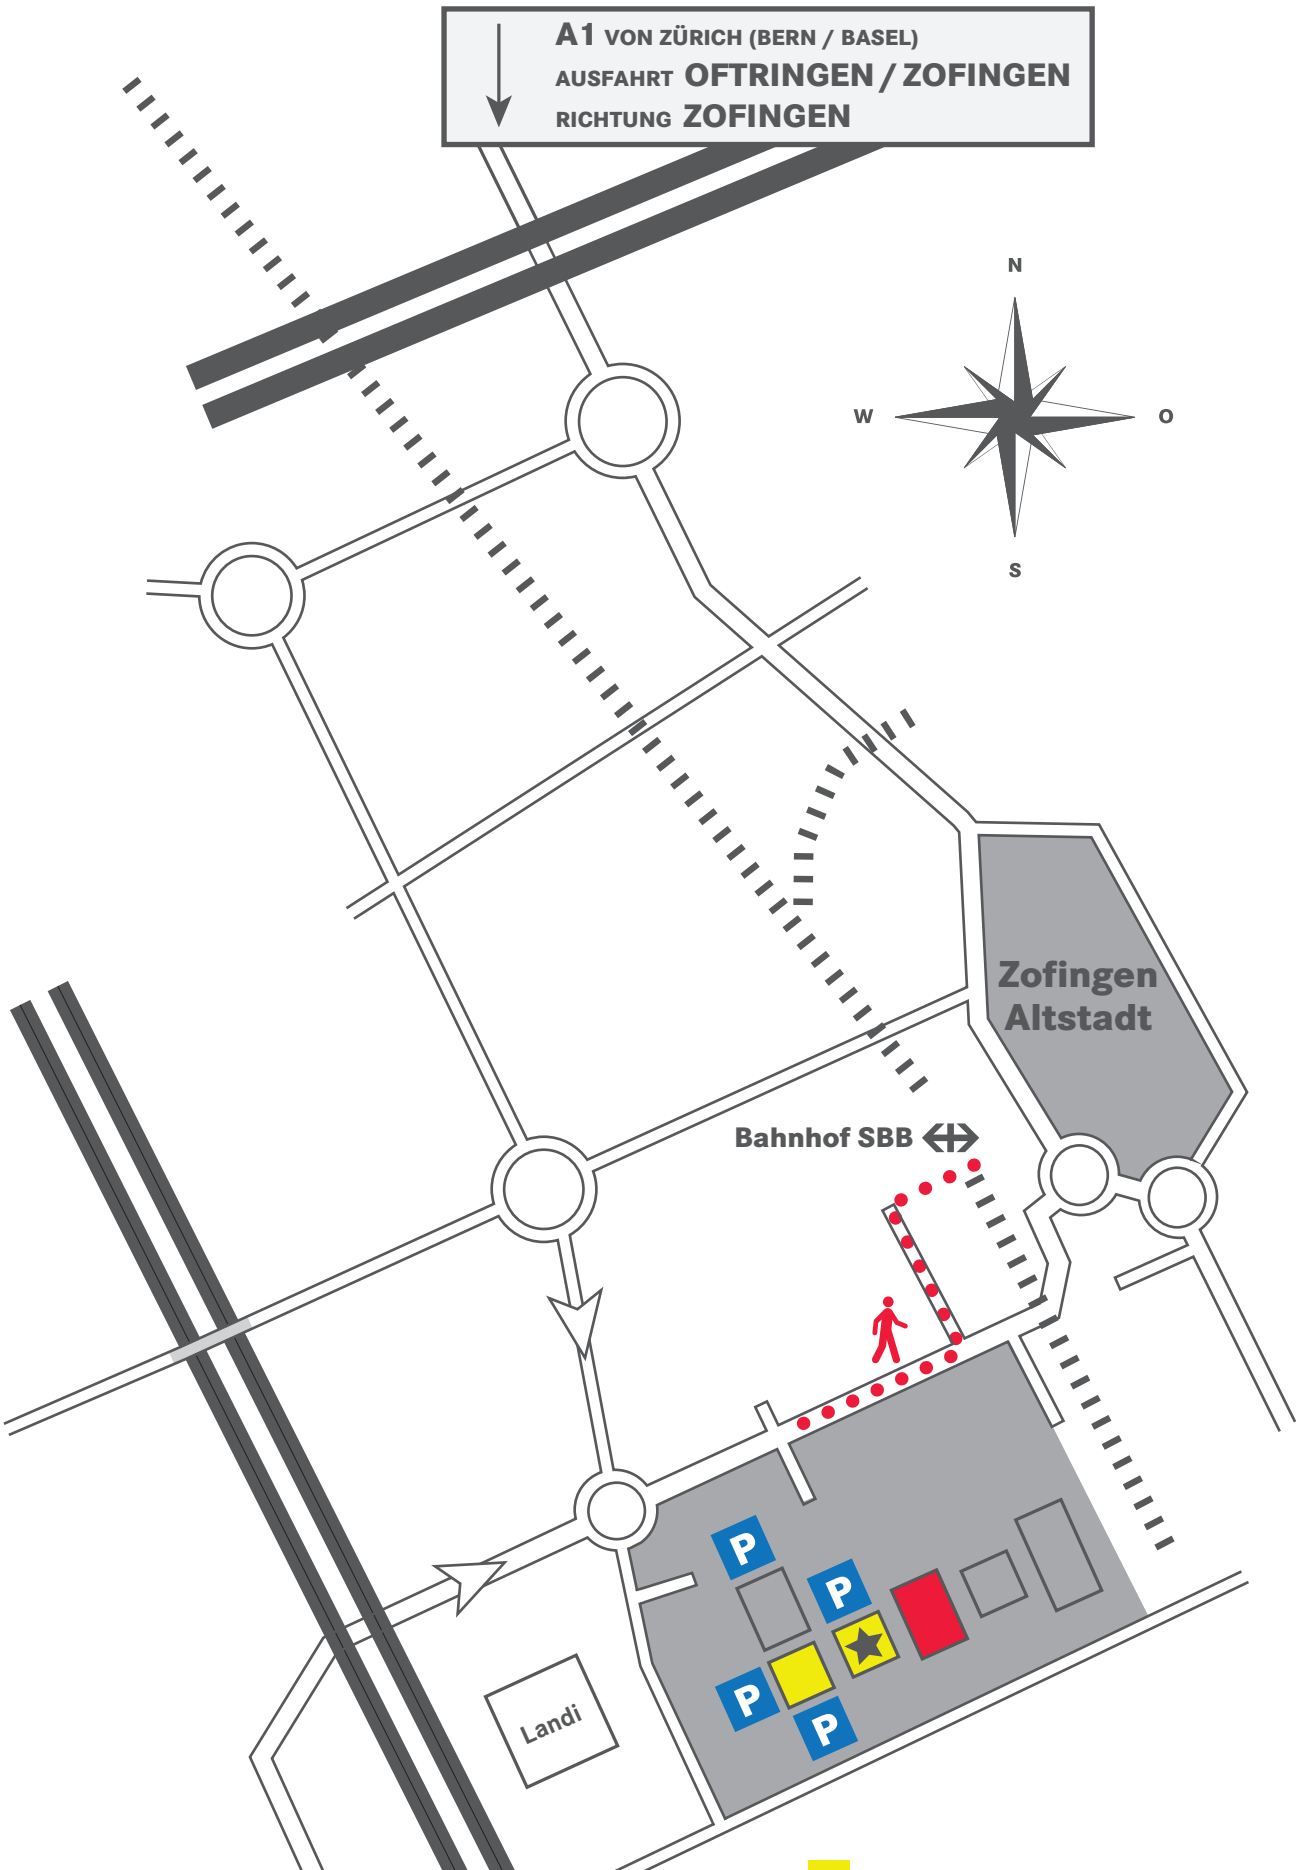 A1 VON ZÜRICH (BERN / BASEL)
AUSFAHRT OFTRINGEN / ZOFINGEN
RICHTUNG ZOFINGEN
N
W
O
S
Zofingen
Altstadt
Bahnhof SBB
P
P
P
P
Landi